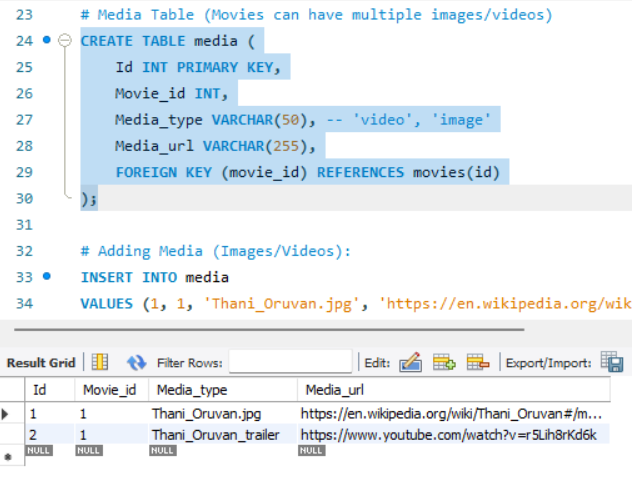 23 # Media Table (Movies can have multiple images/videos)
24 CREATE TABLE media (
25 Id INT PRIMARY KEY,
26 Movie_id INT,
27 Media_type VARCHAR(50), -- 'video', 'image'
28 Media_url VARCHAR(255),
29 FOREIGN KEY (movie_id) REFERENCES movies(id)
30 );
31
32 # Adding Media (Images/Videos):
33 INSERT INTO media
34 VALUES (1, 1, 'Thani_Oruvan.jpg', 'https://en.wikipedia.org/wik
Result Grid Filter Rows: Edit: Export/Import:
Id Movie_id Media_type Media_url
1 1 Thani_Oruvan.jpg https://en.wikipedia.org/wiki/Thani_Oruvan#/m...
2 1 Thani_Oruvan_trailer https://www.youtube.com/watch?v=r5Lih8rKd6k
NULL NULL NULL NULL